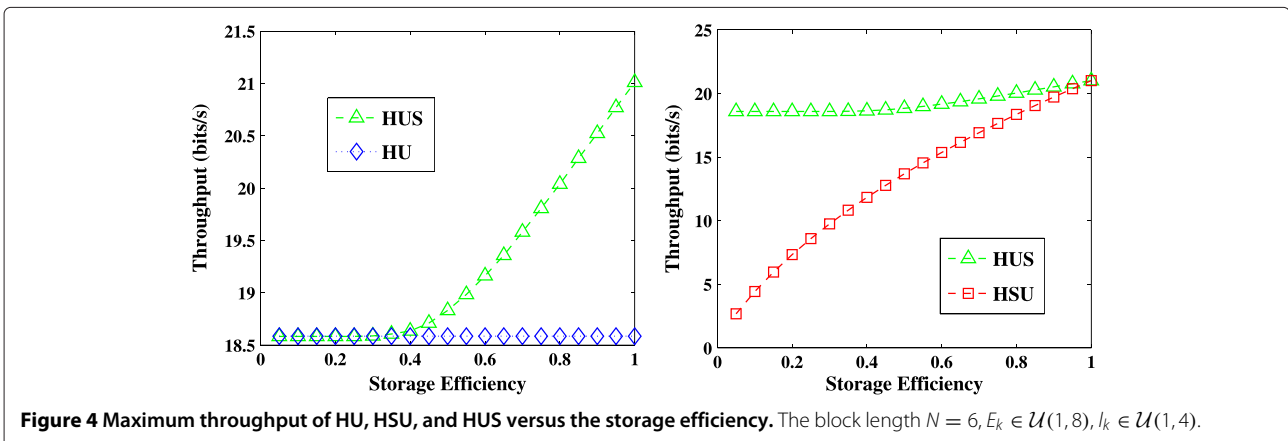 21.5
21
20.5
20
19.5
19
18.5
0
0.2
0.4
0.6
0.8
1
Throughput (bits/s)
Storage Efficiency
HUS
HU
25
20
15
10
5
0
0
0.2
0.4
0.6
0.8
1
Throughput (bits/s)
Storage Efficiency
HUS
HSU
Figure 4 Maximum throughput of HU, HSU, and HUS versus the storage efficiency. The block length N = 6, E_k ∈ U(1, 8), I_k ∈ U(1, 4).